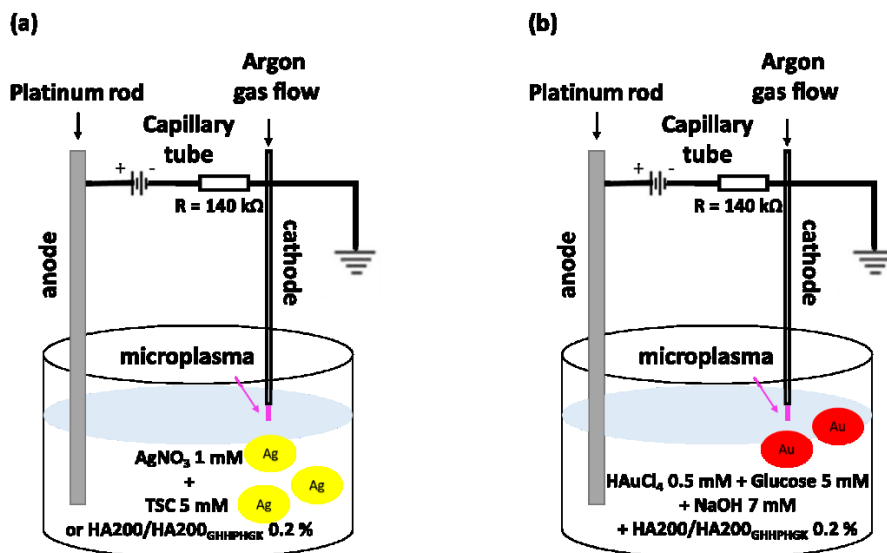 (a)
Argon
gas flow
Platinum rod
Capillary
tube
+ -
R = 140 kΩ
anode
cathode
microplasma
Ag
AgNO₃ 1 mM
Ag
+
TSC 5 mM
Ag
or HA200/HA200GHHPHGK 0.2 %
(b)
Argon
gas flow
Platinum rod
Capillary
tube
+ -
R = 140 kΩ
anode
cathode
microplasma
Au
Au
HAuCl₄ 0.5 mM + Glucose 5 mM
+ NaOH 7 mM
+ HA200/HA200GHHPHGK 0.2 %